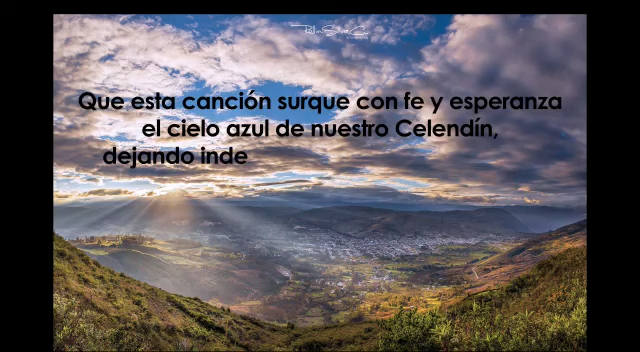 Que esta canción surque con fe y esperanza
el cielo azul de nuestro Celendín,
dejando inde